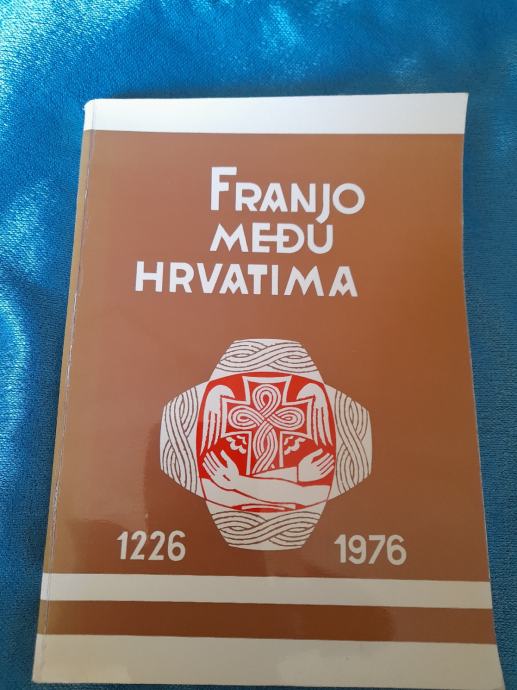 FRANJO
MEĐU
HRVATIMA
1226 1976